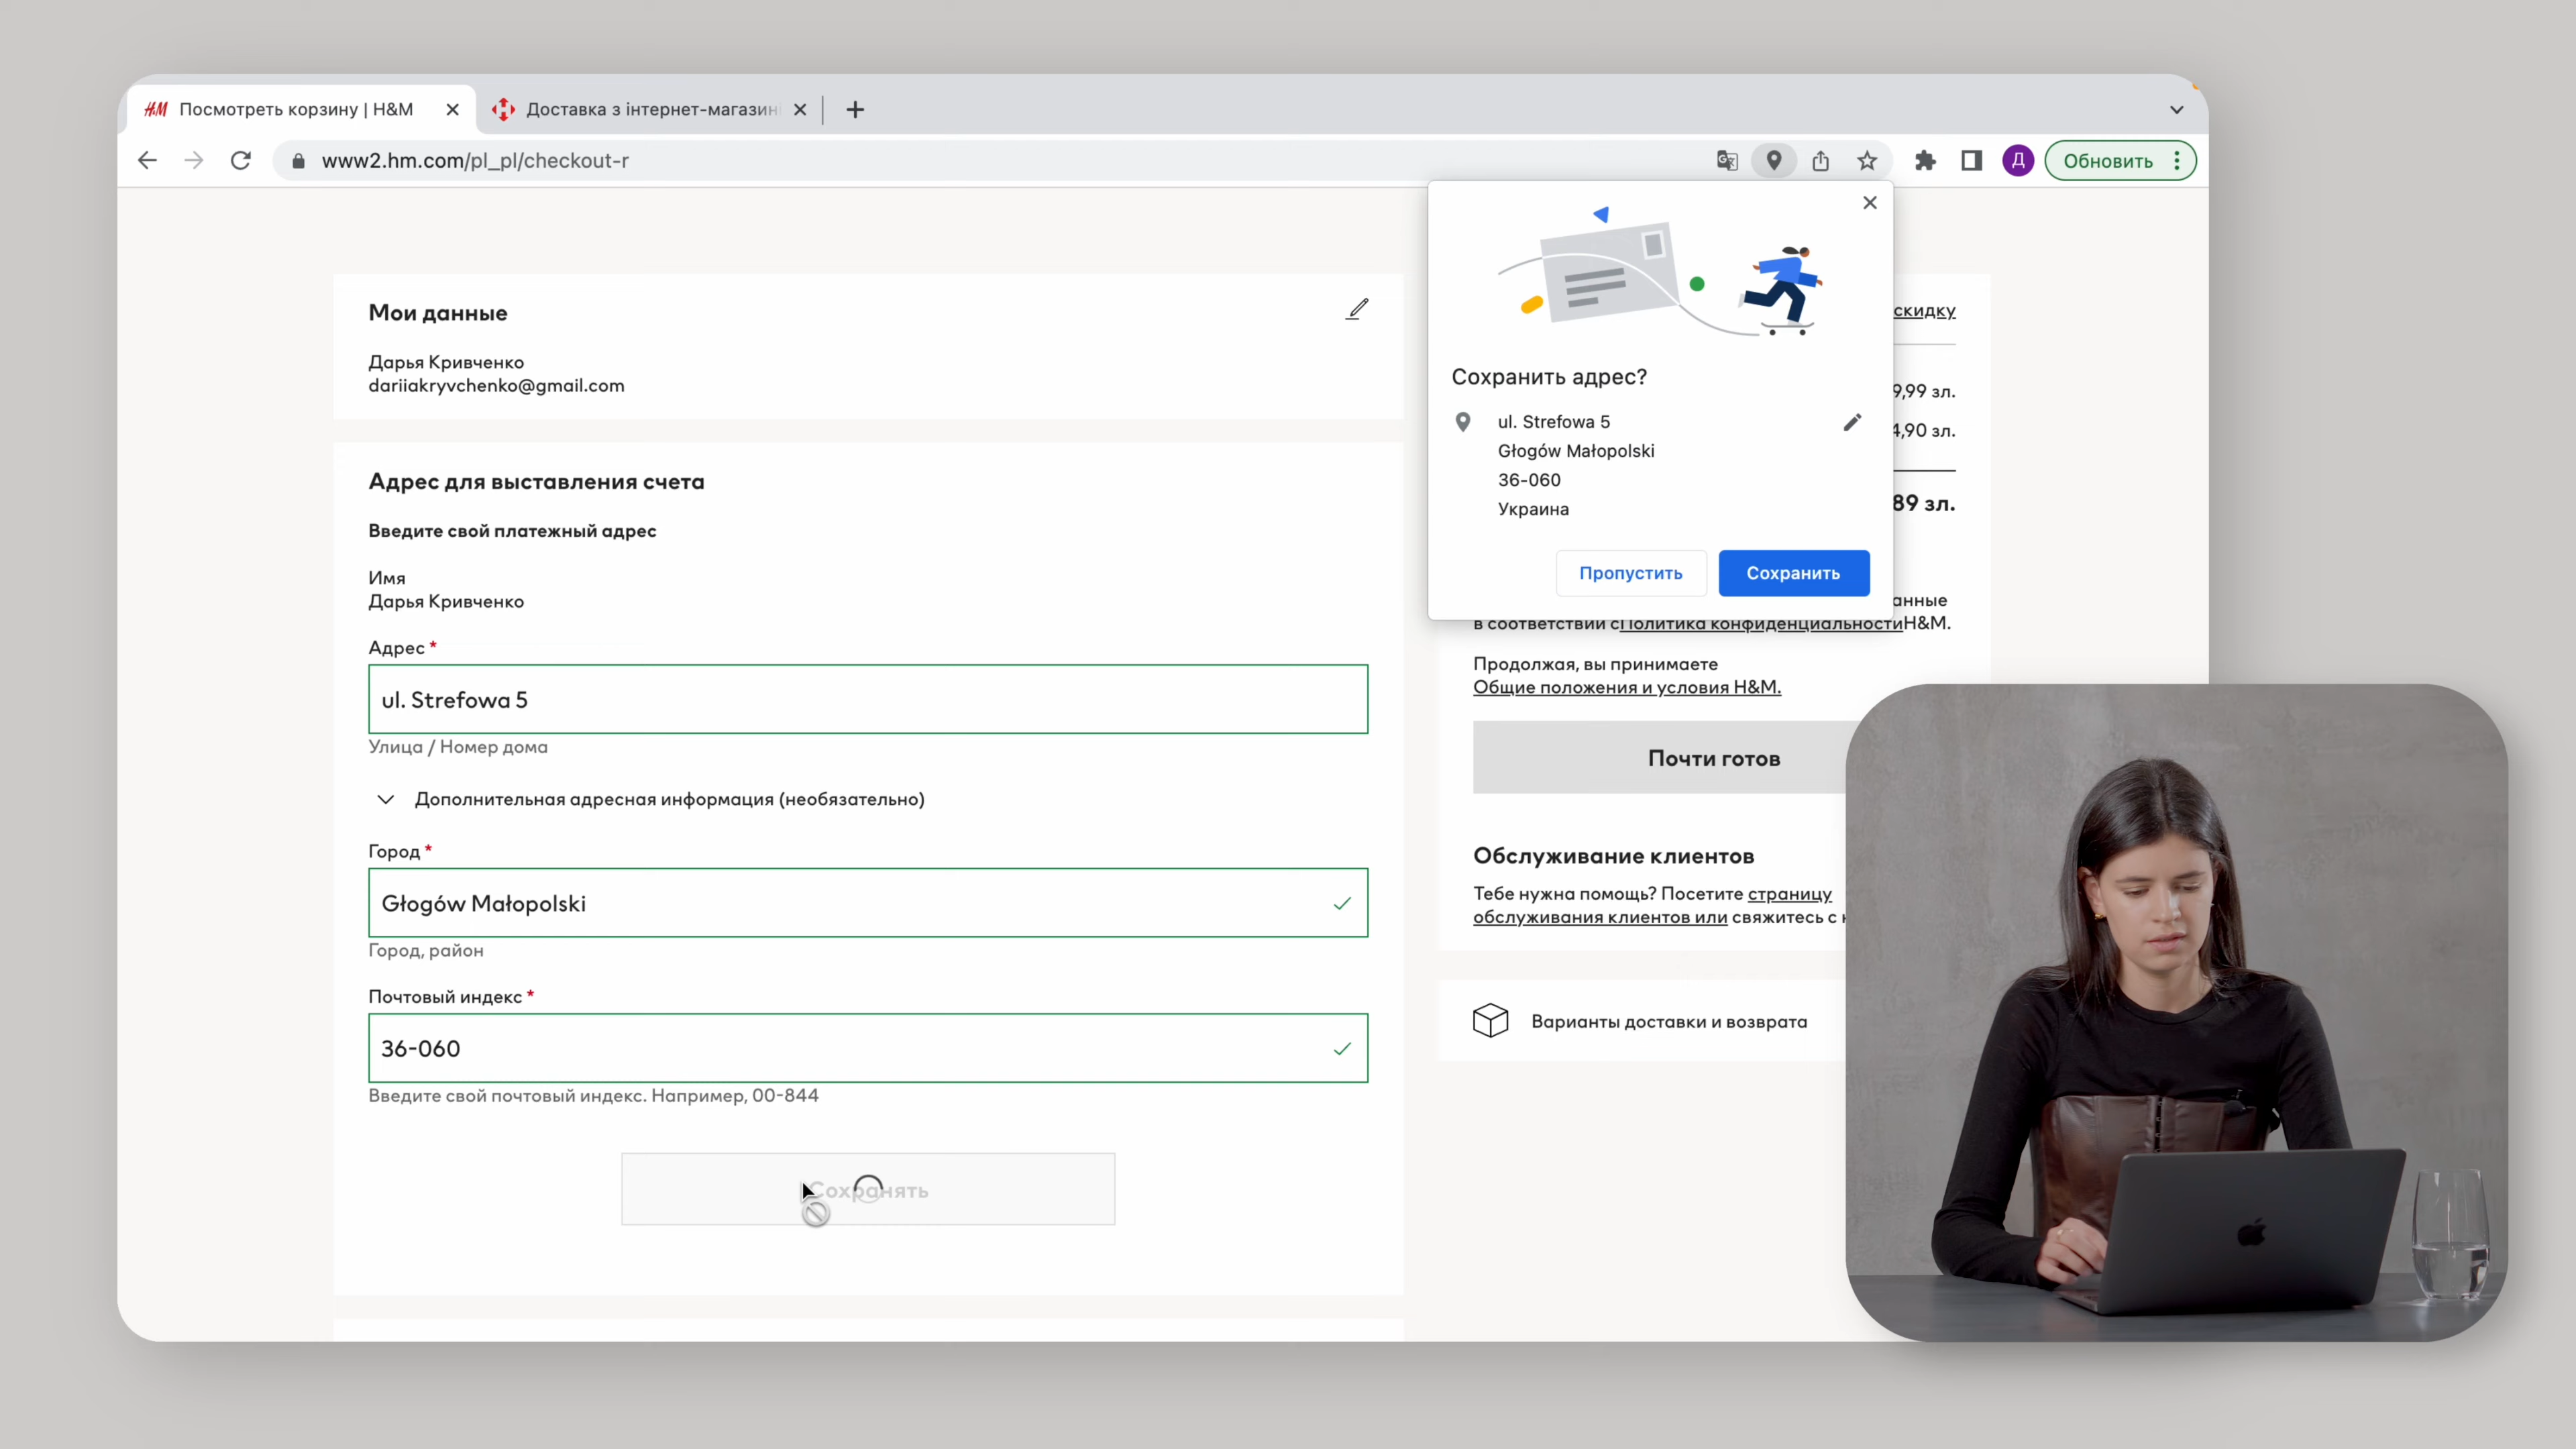 H&M Посмотреть корзину | H&M
Доставка з інтернет-магазин
www2.hm.com/pl_pl/checkout-r
Д
Обновить
Мои данные
Дарья Кривченко
dariiakryvchenko@gmail.com
Адрес для выставления счета
Введите свой платежный адрес
Имя
Дарья Кривченко
Адрес *
ul. Strefowa 5
Улица / Номер дома
Дополнительная адресная информация (необязательно)
Город *
Głogów Małopolski
Город, район
Почтовый индекс *
36-060
Введите свой почтовый индекс. Например, 00-844
Сохранять
Сохранить адрес?
ul. Strefowa 5
Głogów Małopolski
36-060
Украина
Пропустить
Сохранить
скидку
9,99 зл.
4,90 зл.
89 зл.
в соответствии сПолитика конфиденциальностиH&M.
Продолжая, вы принимаете
Общие положения и условия H&M.
Почти готов
Обслуживание клиентов
Тебе нужна помощь? Посетите страницу
обслуживания клиентов или свяжитесь с
Варианты доставки и возврата